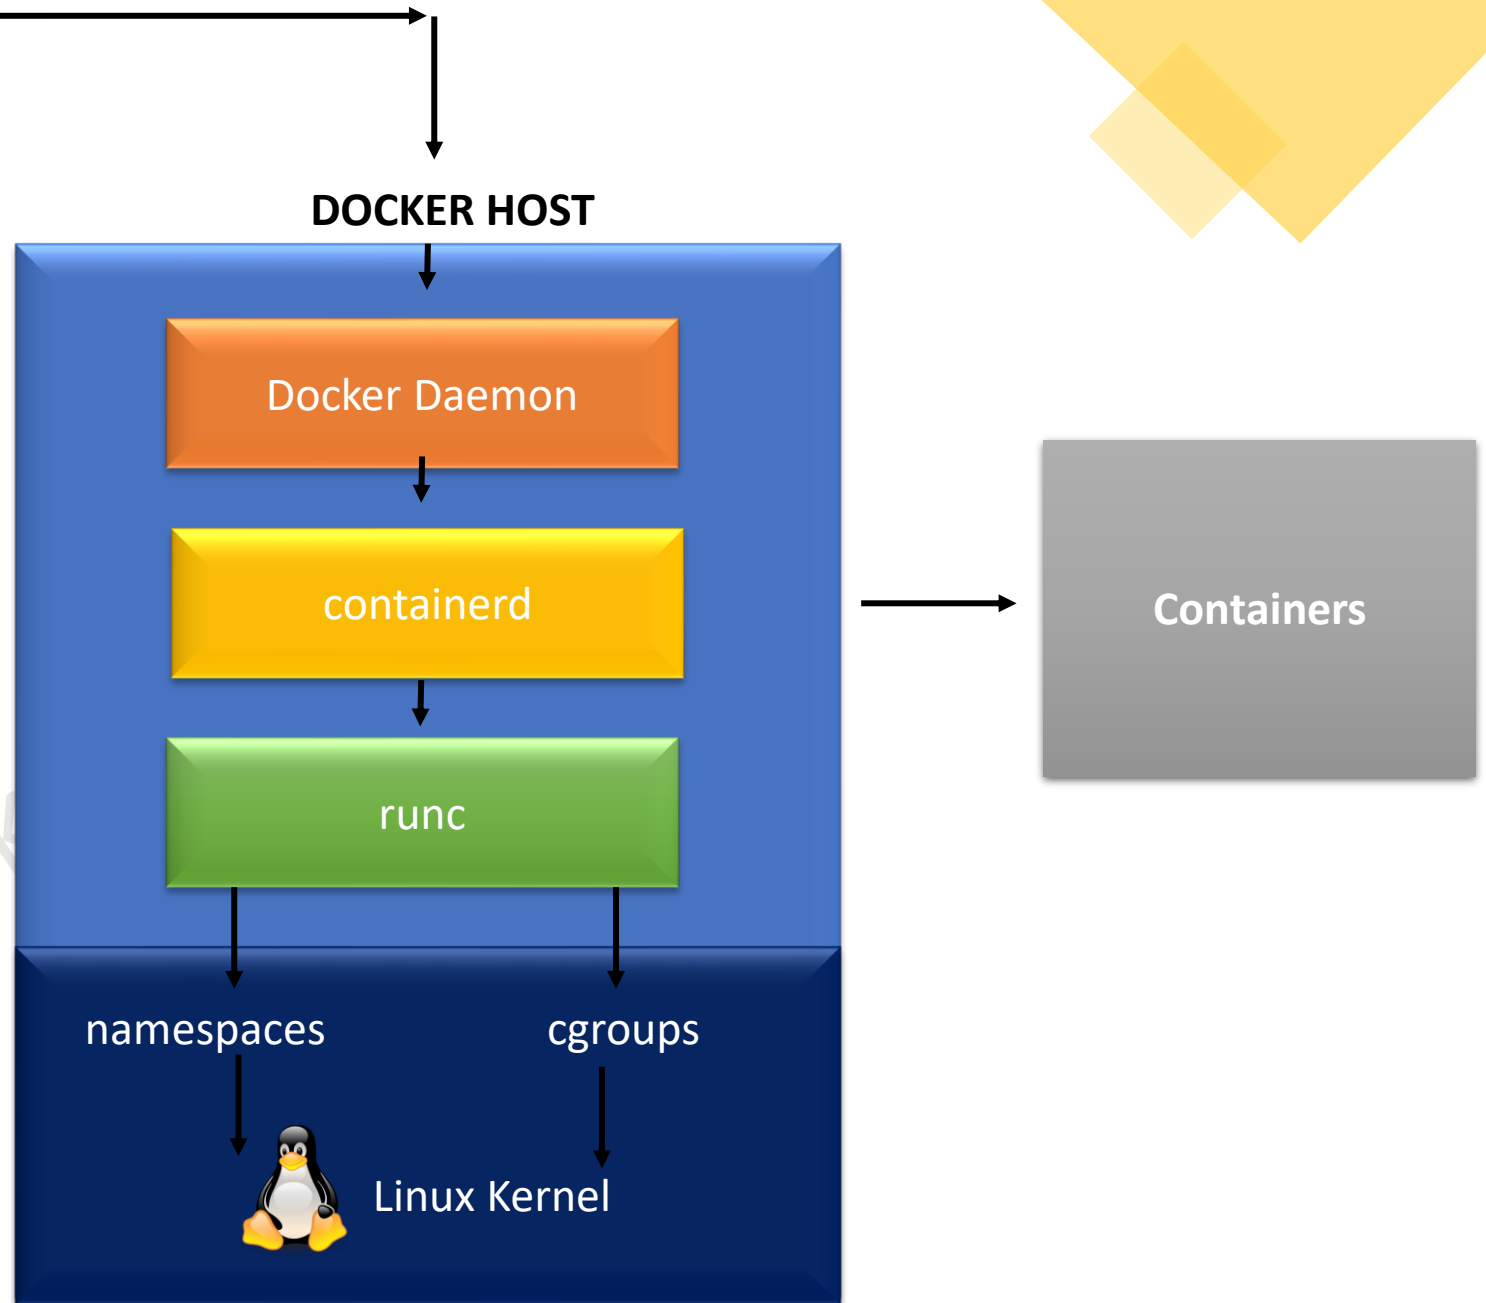 DOCKER HOST
Docker Daemon
containerd
Containers
runc
namespaces
cgroups
Linux Kernel